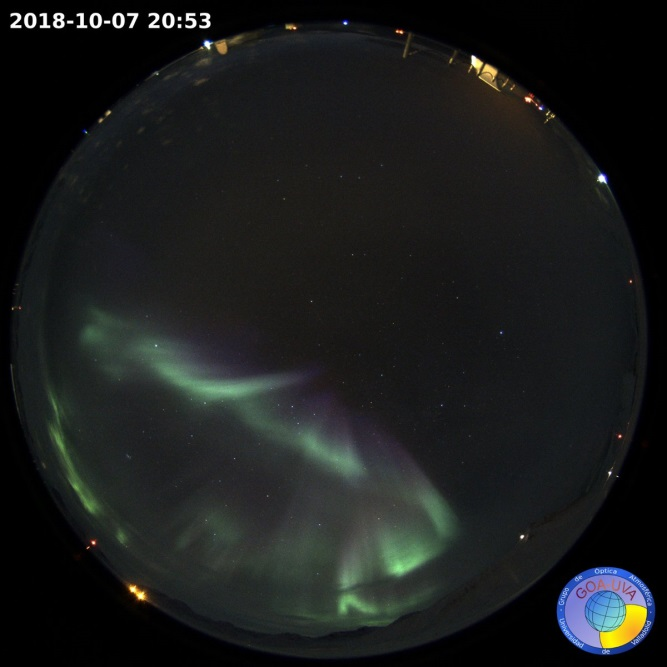 2018-10-07 20:53
Grupo de Óptica Atmosférica
GOA-UVA
Universidad de Valladolid